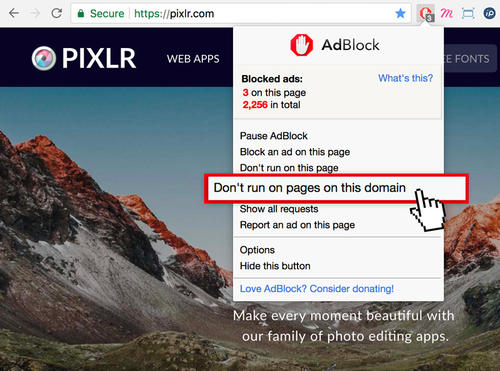 Secure
https://pixlr.com
3
M
iP
PIXLR
WEB APPS
EE FONTS
AdBlock
Blocked ads:
What's this?
3 on this page
2,256 in total
Pause AdBlock
Block an ad on this page
Don't run on this page
Don't run on pages on this domain
Show all requests
Report an ad on this page
Options
Hide this button
Love AdBlock? Consider donating!
Make every moment beautiful with
our family of photo editing apps.